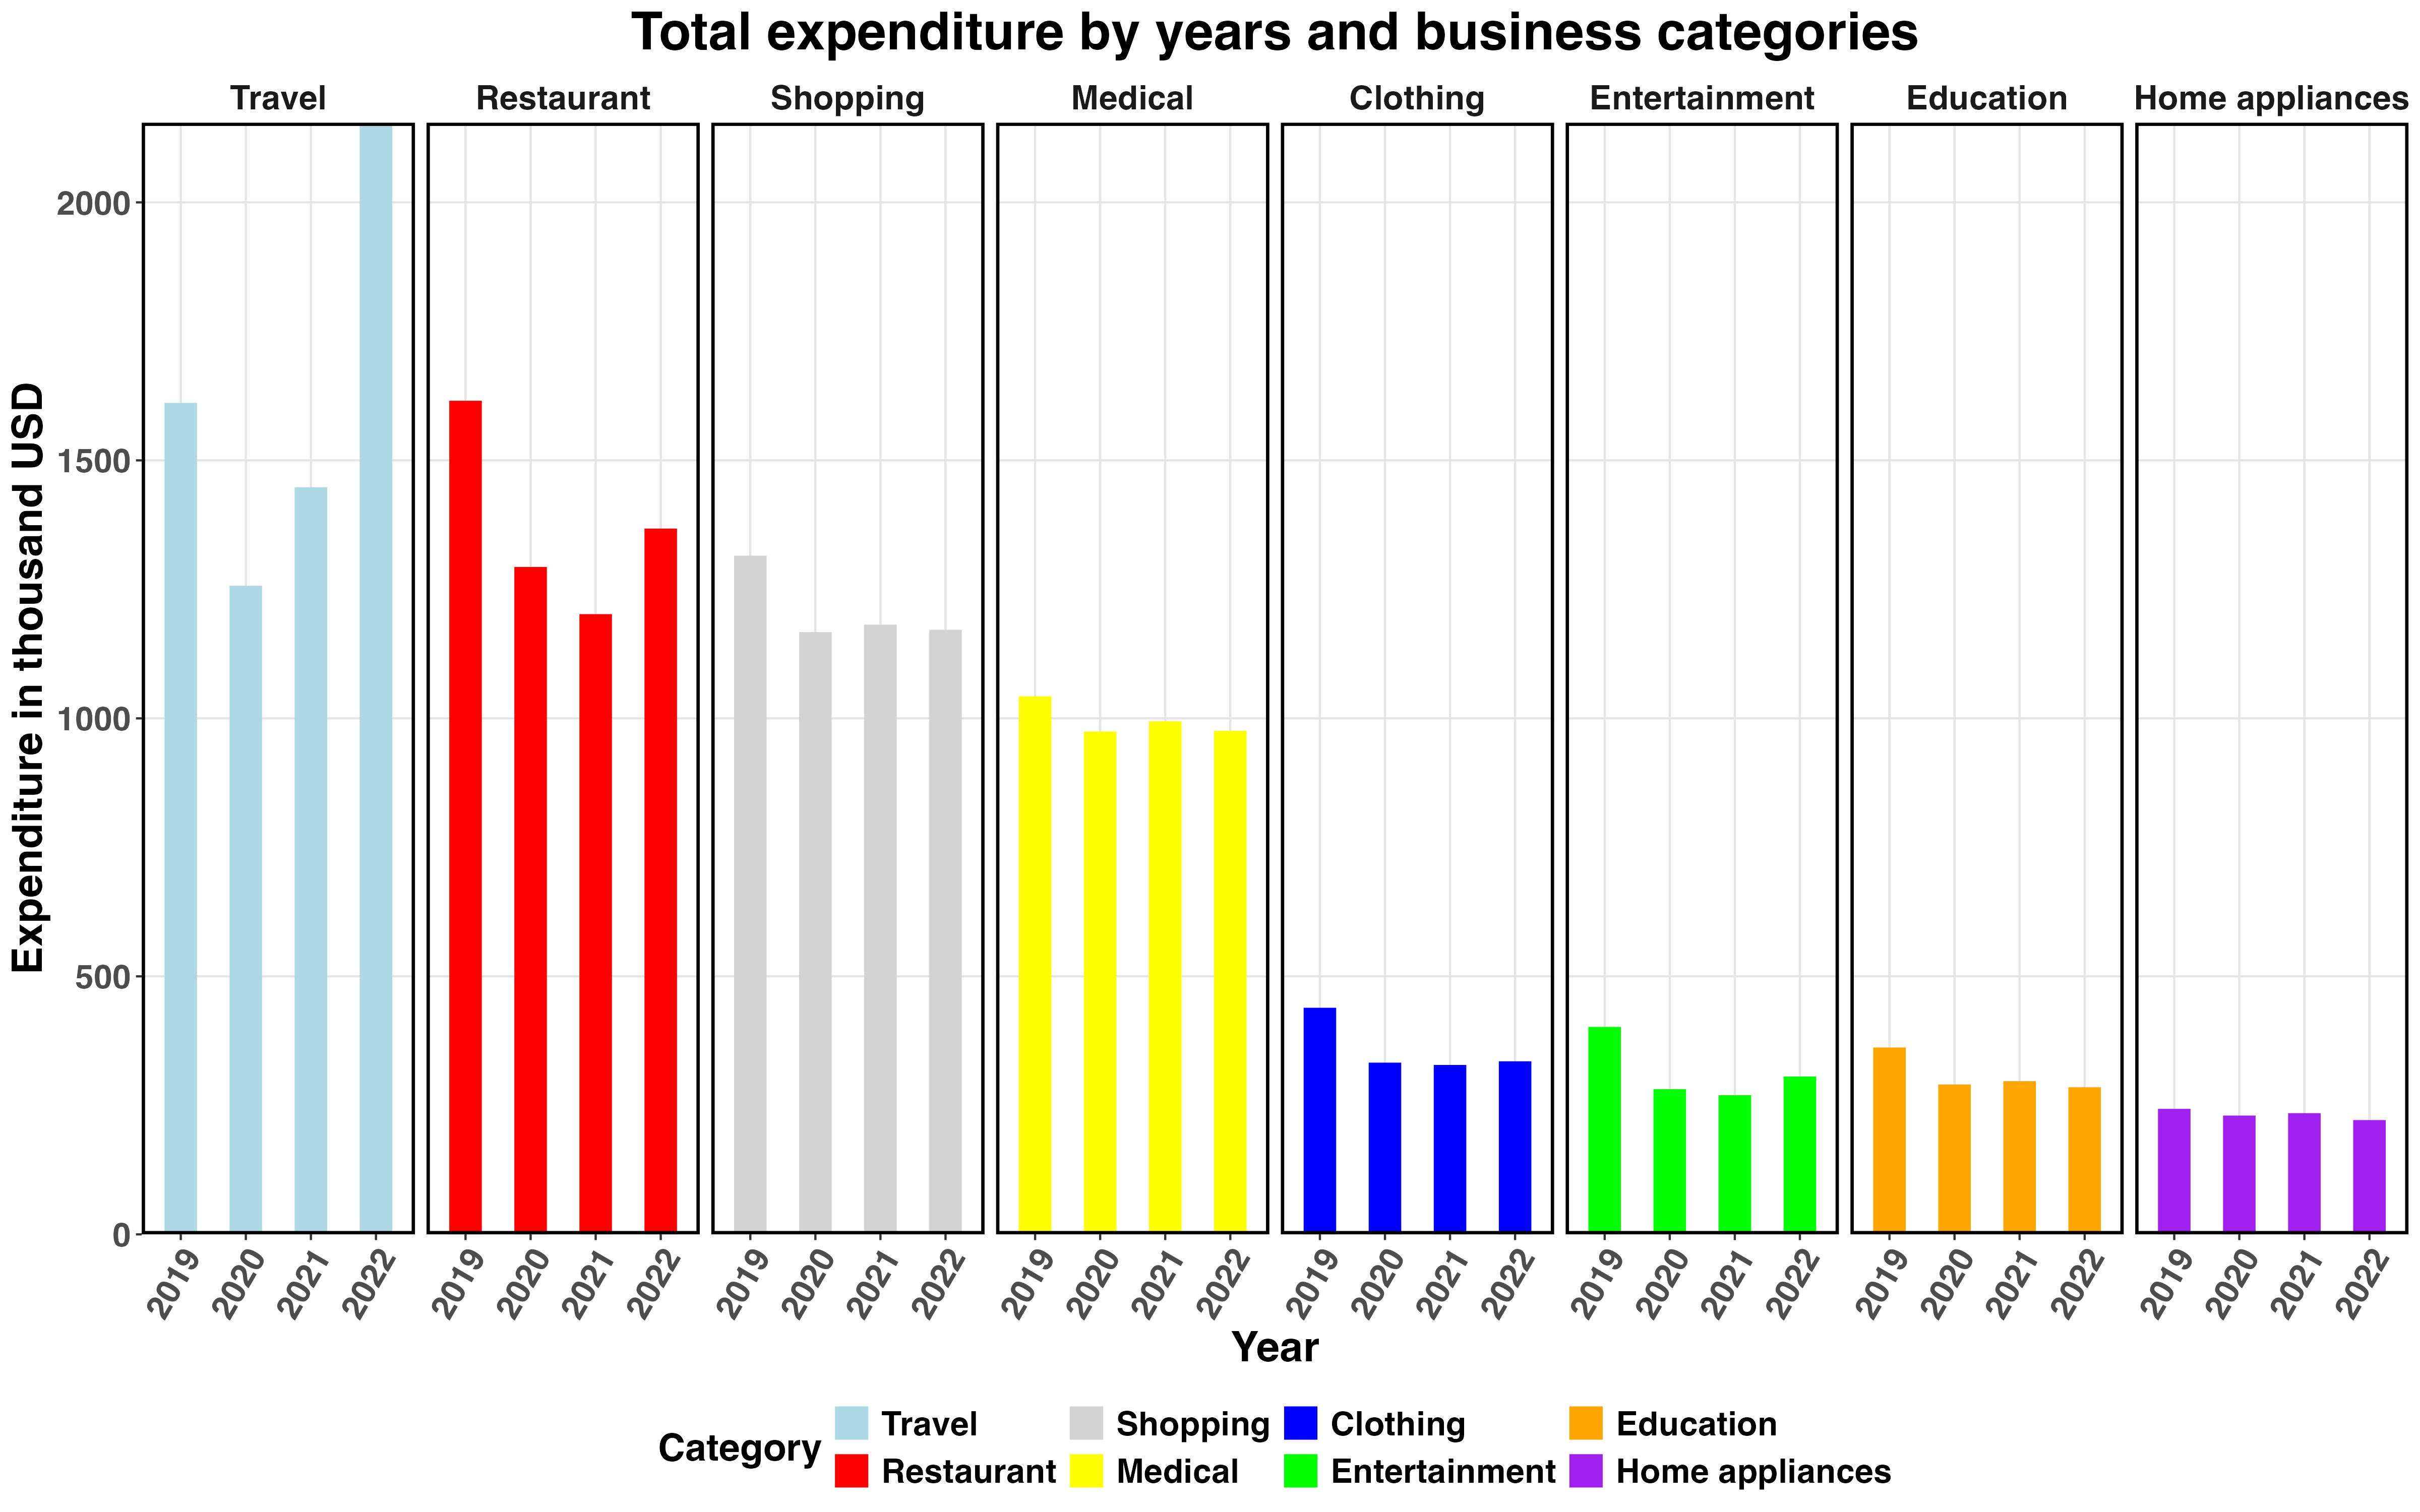 Total expenditure by years and business categories
Travel Restaurant Shopping Medical Clothing Entertainment Education Home appliances
Expenditure in thousand USD
2000
1500
1000
500
0
2019 2020 2021 2022 2019 2020 2021 2022 2019 2020 2021 2022 2019 2020 2021 2022 2019 2020 2021 2022 2019 2020 2021 2022 2019 2020 2021 2022 2019 2020 2021 2022
Year
Category
Travel Shopping Clothing Education
Restaurant Medical Entertainment Home appliances